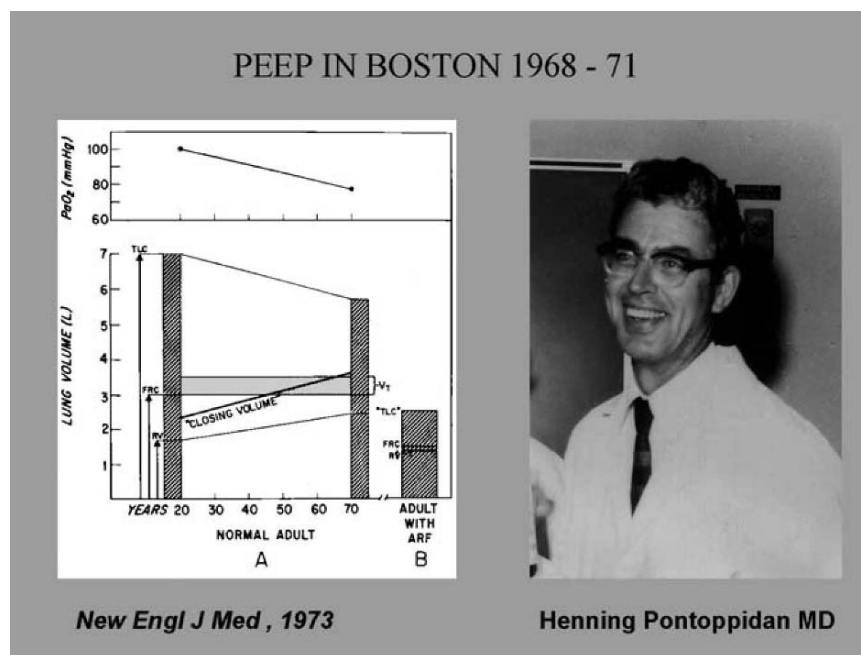 PEEP IN BOSTON 1968 - 71
PaO2 (mmHg)
100
80
60
LUNG VOLUME (L)
7
6
5
4
3
2
1
TLC
FRC
RV
"CLOSING VOLUME"
VT
"TLC"
FRC
RV
YEARS 20 30 40 50 60 70
NORMAL ADULT
A
ADULT
WITH
ARF
B
New Engl J Med , 1973
Henning Pontoppidan MD